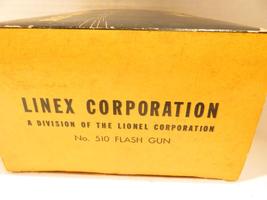 LINEX CORPORATION
A DIVISION OF THE LIONEL CORPORATION
No. 510 FLASH GUN